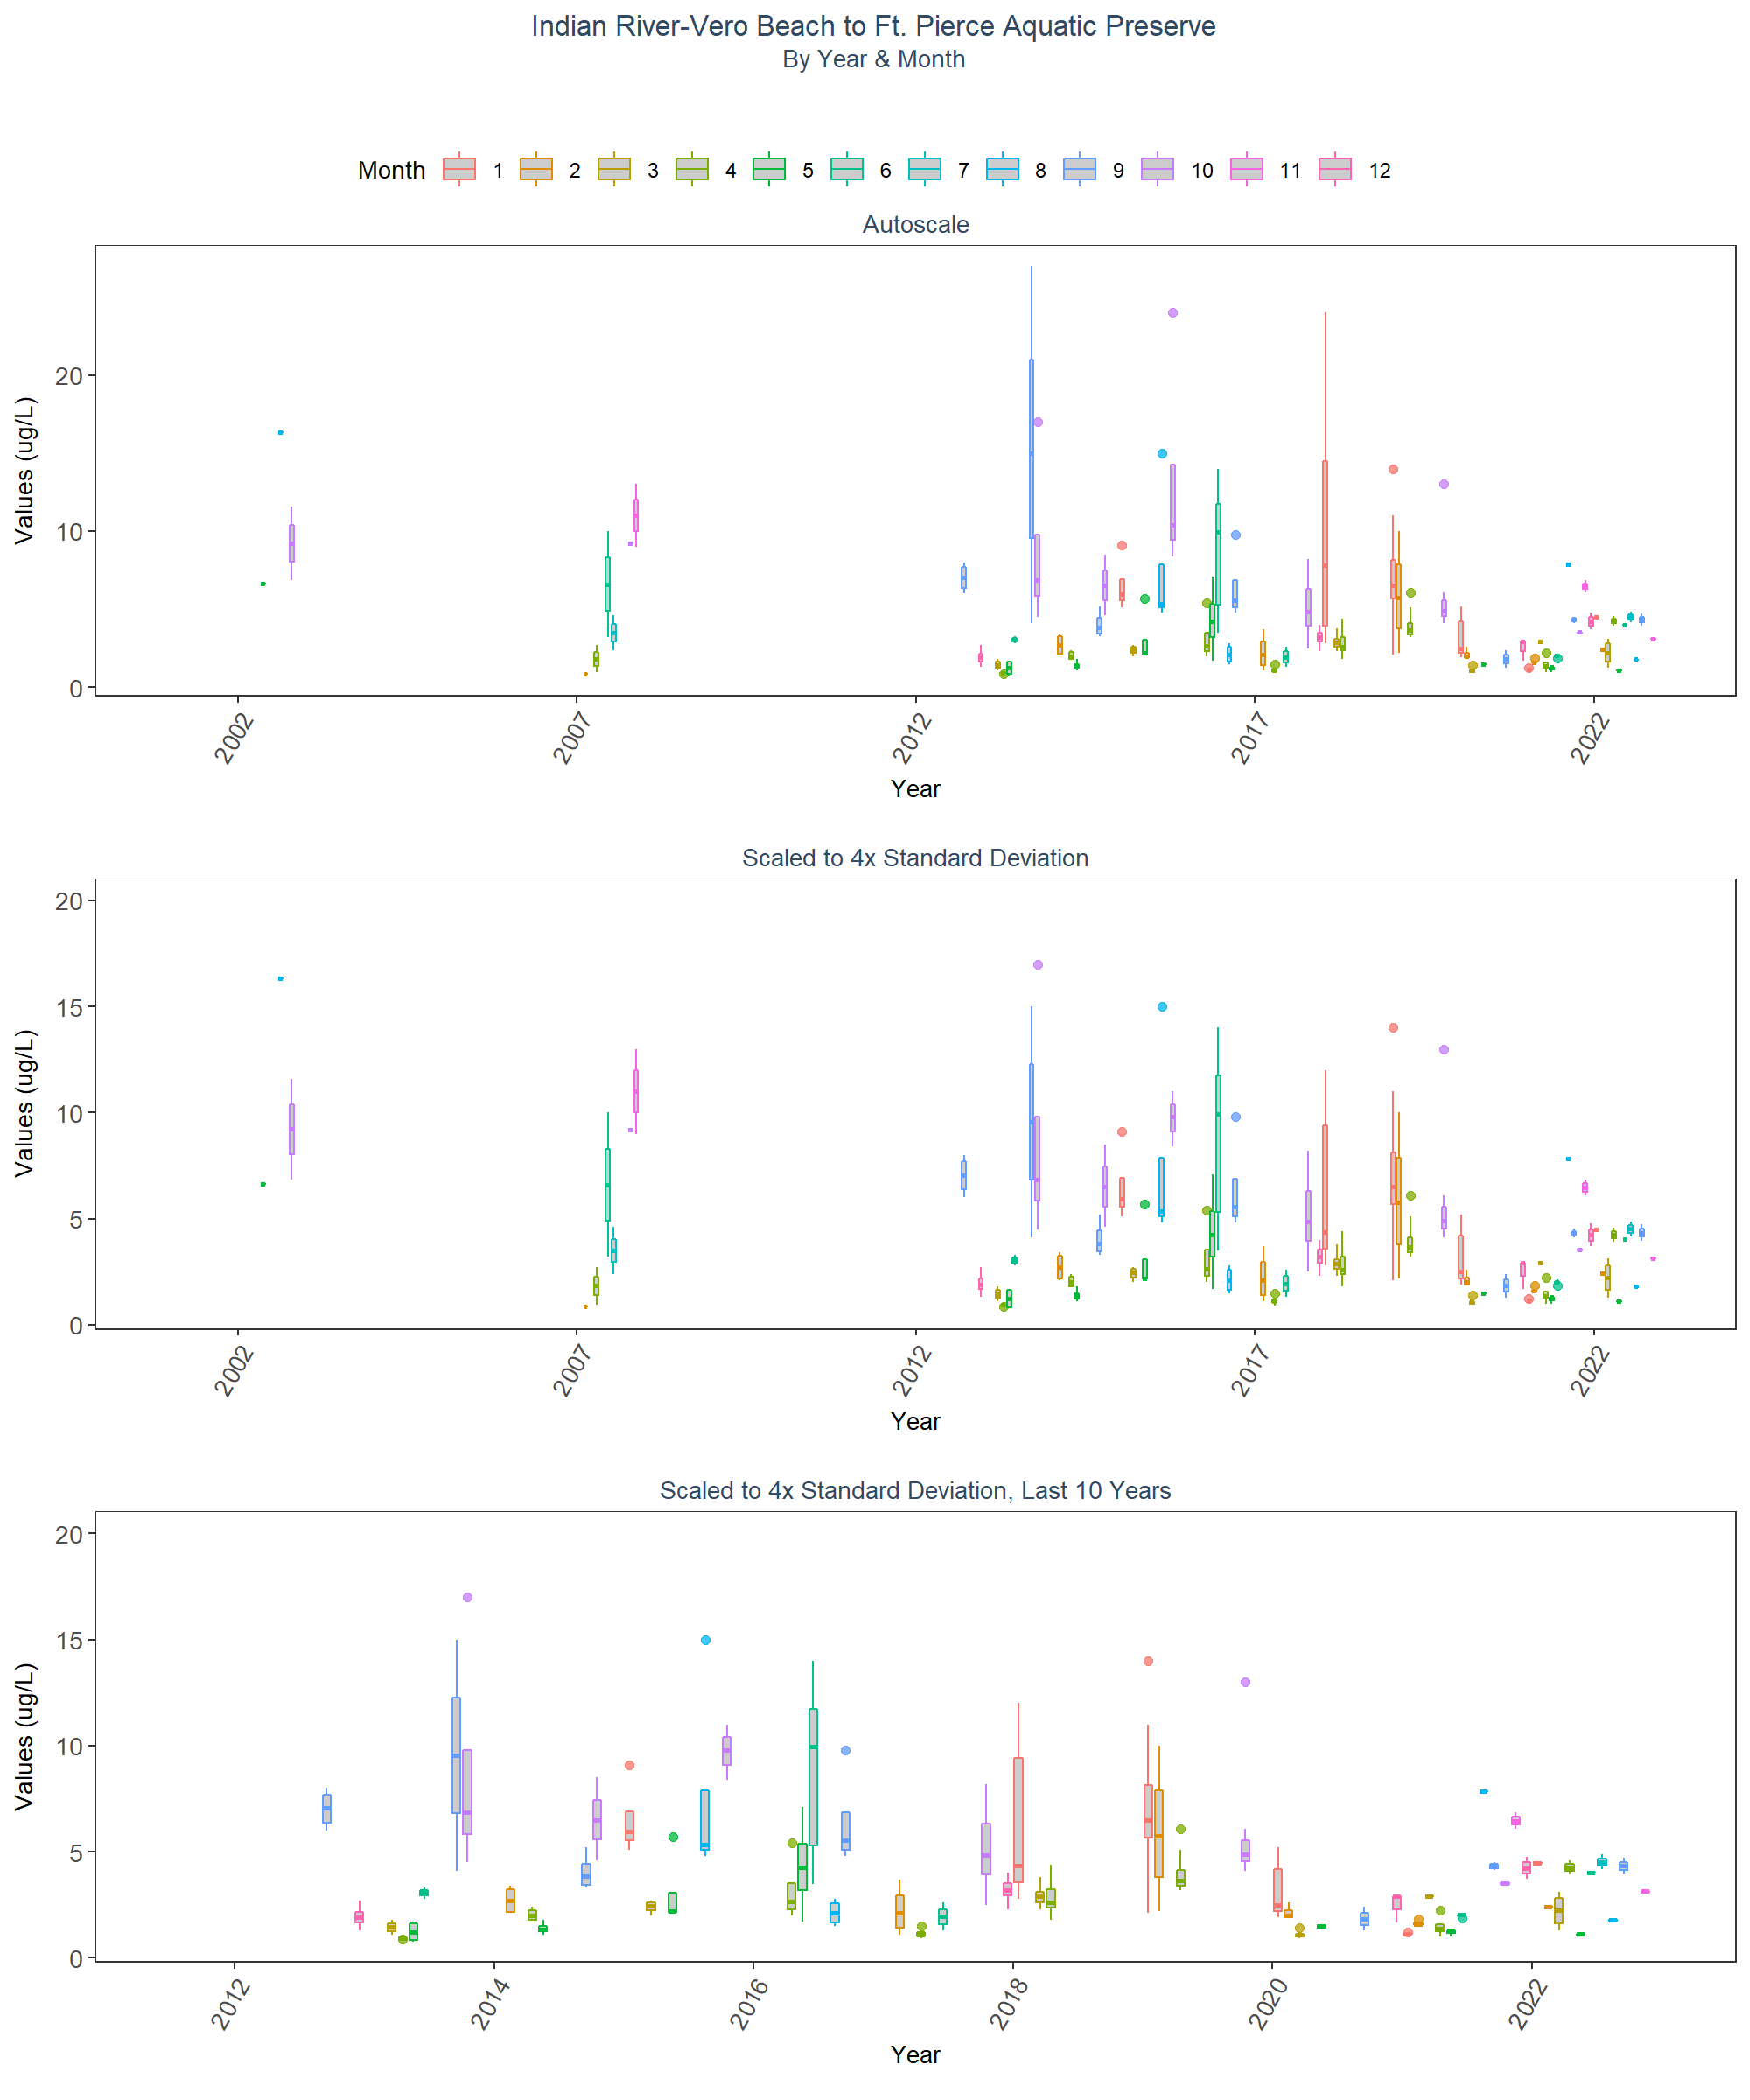 Indian River-Vero Beach to Ft. Pierce Aquatic Preserve
By Year & Month
Month 1 2 3 4 5 6 7 8 9 10 11 12
Autoscale
Values (ug/L)
20
10
0
2002 2007 2012 2017 2022
Year
Scaled to 4x Standard Deviation
Values (ug/L)
20
15
10
5
0
2002 2007 2012 2017 2022
Year
Scaled to 4x Standard Deviation, Last 10 Years
Values (ug/L)
20
15
10
5
0
2012 2014 2016 2018 2020 2022
Year